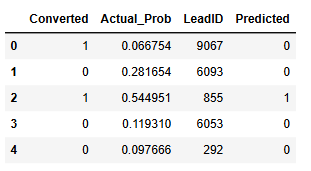 Converted Actual_Prob LeadID Predicted
0 1 0.066754 9067 0
1 0 0.281654 6093 0
2 1 0.544951 855 1
3 0 0.119310 6053 0
4 0 0.097666 292 0